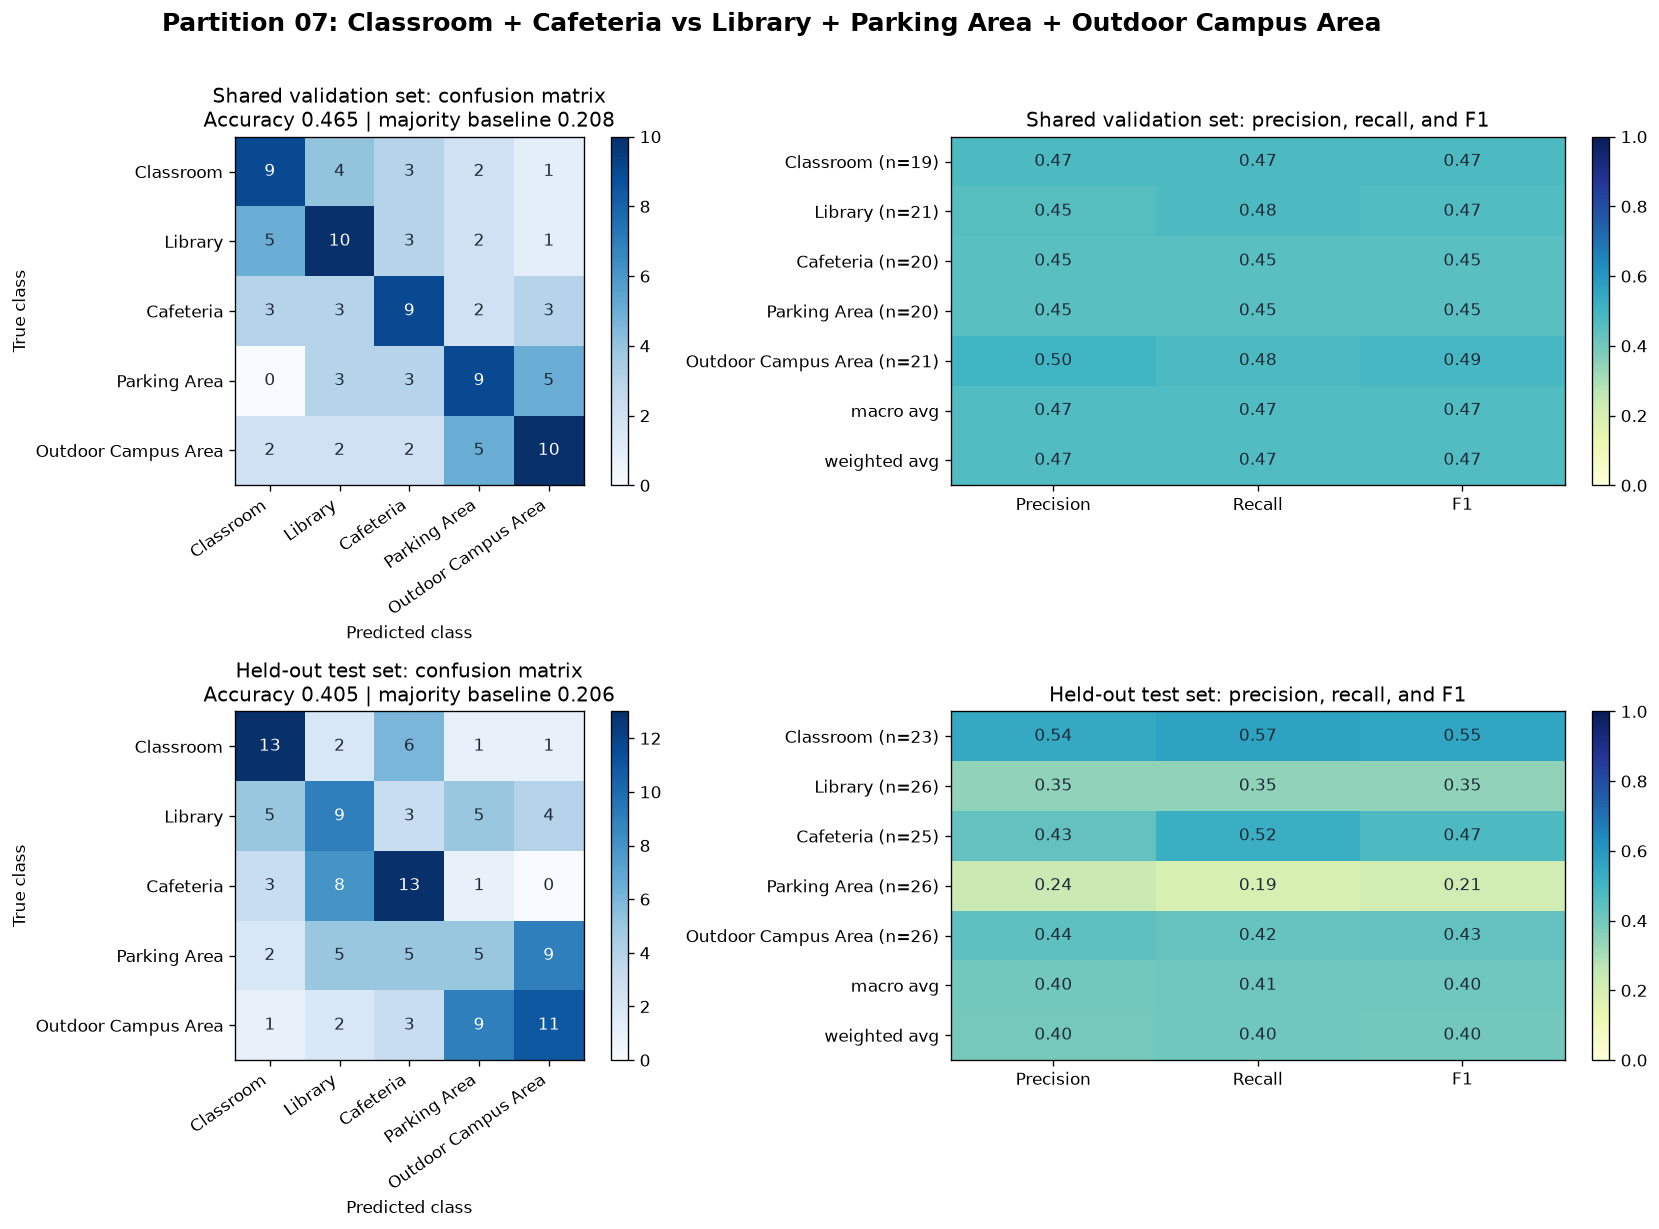 Partition 07: Classroom + Cafeteria vs Library + Parking Area + Outdoor Campus Area
Shared validation set: confusion matrix
Accuracy 0.465 | majority baseline 0.208
True class
Classroom 9 4 3 2 1
Library 5 10 3 2 1
Cafeteria 3 3 9 2 3
Parking Area 0 3 3 9 5
Outdoor Campus Area 2 2 2 5 10
Classroom Library Cafeteria Parking Area Outdoor Campus Area
Predicted class
10
8
6
4
2
0
Shared validation set: precision, recall, and F1
Classroom (n=19) 0.47 0.47 0.47
Library (n=21) 0.45 0.48 0.47
Cafeteria (n=20) 0.45 0.45 0.45
Parking Area (n=20) 0.45 0.45 0.45
Outdoor Campus Area (n=21) 0.50 0.48 0.49
macro avg 0.47 0.47 0.47
weighted avg 0.47 0.47 0.47
Precision Recall F1
1.0
0.8
0.6
0.4
0.2
0.0
Held-out test set: confusion matrix
Accuracy 0.405 | majority baseline 0.206
True class
Classroom 13 2 6 1 1
Library 5 9 3 5 4
Cafeteria 3 8 13 1 0
Parking Area 2 5 5 5 9
Outdoor Campus Area 1 2 3 9 11
Classroom Library Cafeteria Parking Area Outdoor Campus Area
Predicted class
12
10
8
6
4
2
0
Held-out test set: precision, recall, and F1
Classroom (n=23) 0.54 0.57 0.55
Library (n=26) 0.35 0.35 0.35
Cafeteria (n=25) 0.43 0.52 0.47
Parking Area (n=26) 0.24 0.19 0.21
Outdoor Campus Area (n=26) 0.44 0.42 0.43
macro avg 0.40 0.41 0.40
weighted avg 0.40 0.40 0.40
Precision Recall F1
1.0
0.8
0.6
0.4
0.2
0.0